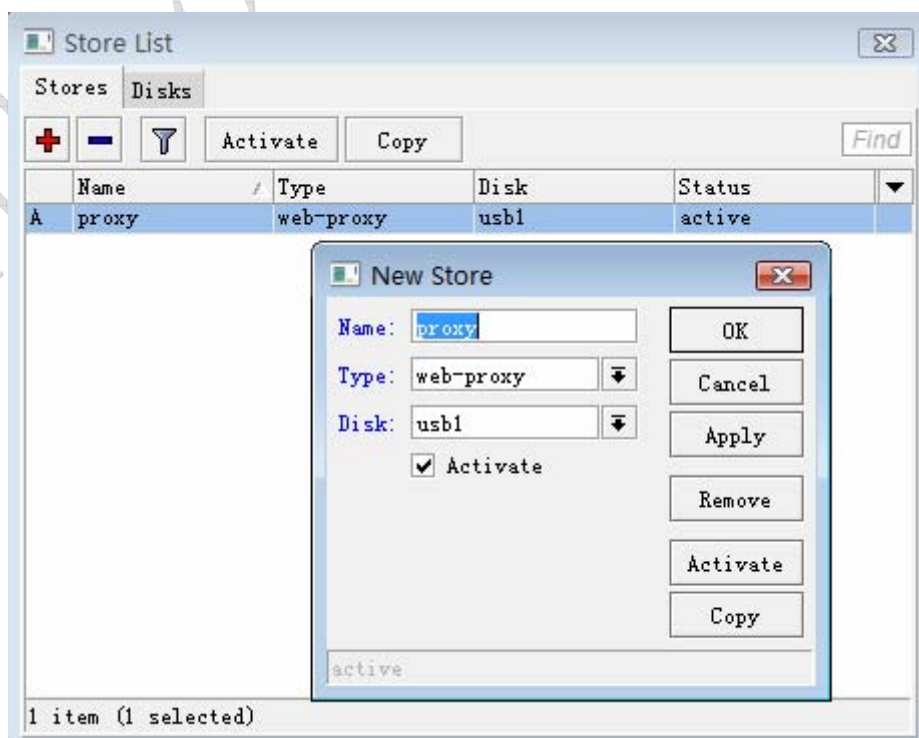 Store List
Stores Disks
Activate Copy Find
Name Type Disk Status
A proxy web-proxy usb1 active
New Store
Name: proxy OK
Type: web-proxy Cancel
Disk: usb1 Apply
Activate
Remove
Activate
Copy
active
1 item (1 selected)